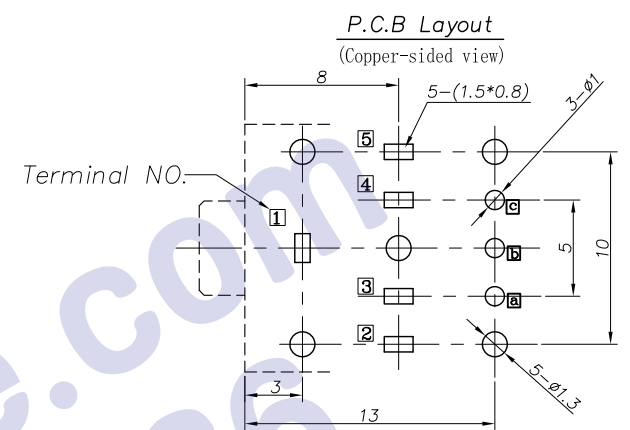 P.C.B Layout
(Copper-sided view)
8
5-(1.5*0.8)
3-ø1
5
Terminal NO.
4
c
1
5
10
b
3
a
2
5-ø1.3
3
13
e.com